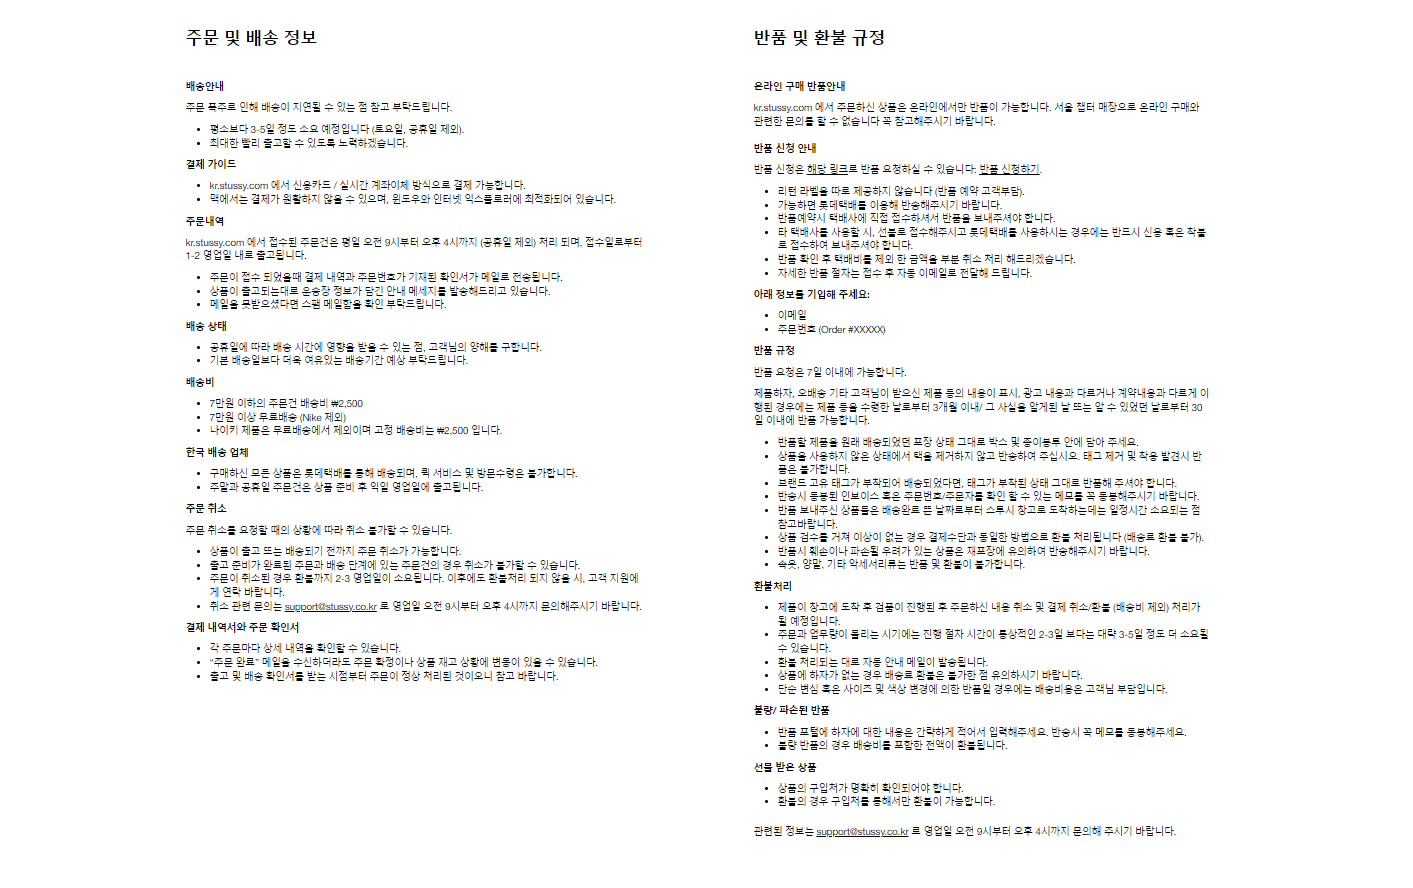 주문 및 배송 정보
배송안내
주문 폭주로 인해 배송이 지연될 수 있는 점 참고 부탁드립니다.
• 평소보다 3-5일 정도 소요 예정입니다 (토요일, 공휴일 제외).
• 최대한 빨리 출고할 수 있도록 노력하겠습니다.
결제 가이드
• kr.stussy.com 에서 신용카드 / 실시간 계좌이체 방식으로 결제 가능합니다.
• 맥에서는 결제가 원활하지 않을 수 있으며, 윈도우와 인터넷 익스플로러에 최적화되어 있습니다.
주문내역
kr.stussy.com 에서 접수된 주문건은 평일 오전 9시부터 오후 4시까지 (공휴일 제외) 처리 되며, 접수일로부터
1-2 영업일 내로 출고됩니다.
• 주문이 접수 되었을때 결제 내역과 주문번호가 기재된 확인서가 메일로 전송됩니다.
• 상품이 출고되는대로 운송장 정보가 담긴 안내 메세지를 발송해드리고 있습니다.
• 메일을 못받으셨다면 스팸 메일함을 확인 부탁드립니다.
배송 상태
• 공휴일에 따라 배송 시간에 영향을 받을 수 있는 점, 고객님의 양해를 구합니다.
• 기본 배송일보다 더욱 여유있는 배송기간 예상 부탁드립니다.
배송비
• 7만원 이하의 주문건 배송비 ₩2,500
• 7만원 이상 무료배송 (Nike 제외)
• 나이키 제품은 무료배송에서 제외이며 고정 배송비는 ₩2,500 입니다.
한국 배송 업체
• 구매하신 모든 상품은 롯데택배를 통해 배송되며, 퀵 서비스 및 방문수령은 불가합니다.
• 주말과 공휴일 주문건은 상품 준비 후 익일 영업일에 출고됩니다.
주문 취소
주문 취소를 요청할 때의 상황에 따라 취소 불가할 수 있습니다.
• 상품이 출고 또는 배송되기 전까지 주문 취소가 가능합니다.
• 출고 준비가 완료된 주문과 배송 단계에 있는 주문건의 경우 취소가 불가할 수 있습니다.
• 주문이 취소된 경우 환불까지 2-3 영업일이 소요됩니다. 이후에도 환불처리 되지 않을 시, 고객 지원에
게 연락 바랍니다.
• 취소 관련 문의는 support@stussy.co.kr 로 영업일 오전 9시부터 오후 4시까지 문의해주시기 바랍니다.
결제 내역서와 주문 확인서
• 각 주문마다 상세 내역을 확인할 수 있습니다.
• “주문 완료” 메일을 수신하더라도 주문 확정이나 상품 재고 상황에 변동이 있을 수 있습니다.
• 출고 및 배송 확인서를 받는 시점부터 주문이 정상 처리된 것이오니 참고 바랍니다.
반품 및 환불 규정
온라인 구매 반품안내
kr.stussy.com 에서 주문하신 상품은 온라인에서만 반품이 가능합니다. 서울 챕터 매장으로 온라인 구매와
관련한 문의를 할 수 없습니다 꼭 참고해주시기 바랍니다.
반품 신청 안내
반품 신청은 해당 링크로 반품 요청하실 수 있습니다: 반품 신청하기.
• 리턴 라벨을 따로 제공하지 않습니다 (반품 예약 고객부담).
• 가능하면 롯데택배를 이용해 반송해주시기 바랍니다.
• 반품예약시 택배사에 직접 접수하셔서 반품을 보내주셔야 합니다.
• 타 택배사를 사용할 시, 선불로 접수해주시고 롯데택배를 사용하시는 경우에는 반드시 신용 혹은 착불
로 접수하여 보내주셔야 합니다.
• 반품 확인 후 택배비를 제외 한 금액을 부분 취소 처리 해드리겠습니다.
• 자세한 반품 절차는 접수 후 자동 이메일로 전달해 드립니다.
아래 정보를 기입해 주세요:
• 이메일
• 주문번호 (Order #XXXXX)
반품 규정
반품 요청은 7일 이내에 가능합니다.
제품하자, 오배송 기타 고객님이 받으신 제품 등의 내용이 표시, 광고 내용과 다르거나 계약내용과 다르게 이
행된 경우에는 제품 등을 수령한 날로부터 3개월 이내/ 그 사실을 알게된 날 또는 알 수 있었던 날로부터 30
일 이내에 반품 가능합니다.
• 반품할 제품을 원래 배송되었던 포장 상태 그대로 박스 및 종이봉투 안에 담아 주세요.
• 상품을 사용하지 않은 상태에서 택을 제거하지 않고 반송하여 주십시오. 태그 제거 및 착용 발견시 반
품은 불가합니다.
• 브랜드 고유 태그가 부착되어 배송되었다면, 태그가 부착된 상태 그대로 반품해 주셔야 합니다.
• 반송시 동봉된 인보이스 혹은 주문번호/주문자를 확인 할 수 있는 메모를 꼭 동봉해주시기 바랍니다.
• 반품 보내주신 상품들은 배송완료 뜬 날짜로부터 스투시 창고로 도착하는데는 일정시간 소요되는 점
참고바랍니다.
• 상품 검수를 거쳐 이상이 없는 경우 결제수단과 동일한 방법으로 환불 처리됩니다 (배송료 환불 불가).
• 반품시 훼손이나 파손될 우려가 있는 상품은 재포장에 유의하여 반송해주시기 바랍니다.
• 속옷, 양말, 기타 악세서리류는 반품 및 환불이 불가합니다.
환불처리
• 제품이 창고에 도착 후 검품이 진행된 후 주문하신 내용 취소 및 결제 취소/환불 (배송비 제외) 처리가
될 예정입니다.
• 주문과 업무량이 몰리는 시기에는 진행 절차 시간이 통상적인 2-3일 보다는 대략 3-5일 정도 더 소요될
수 있습니다.
• 환불 처리되는 대로 자동 안내 메일이 발송됩니다.
• 상품에 하자가 없는 경우 배송료 환불은 불가한 점 유의하시기 바랍니다.
• 단순 변심 혹은 사이즈 및 색상 변경에 의한 반품일 경우에는 배송비용은 고객님 부담입니다.
불량/ 파손된 반품
• 반품 포털에 하자에 대한 내용은 간략하게 적어서 입력해주세요. 반송시 꼭 메모를 동봉해주세요.
• 불량 반품의 경우 배송비를 포함한 전액이 환불됩니다.
선물 받은 상품
• 상품의 구입처가 명확히 확인되어야 합니다.
• 환불의 경우 구입처를 통해서만 환불이 가능합니다.
관련된 정보는 support@stussy.co.kr 로 영업일 오전 9시부터 오후 4시까지 문의해 주시기 바랍니다.